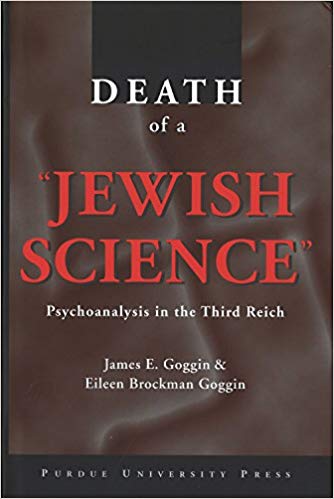 DEATH
of a
“JEWISH
SCIENCE”
Psychoanalysis in the Third Reich
James E. Goggin &
Eileen Brockman Goggin
PURDUE UNIVERSITY PRESS